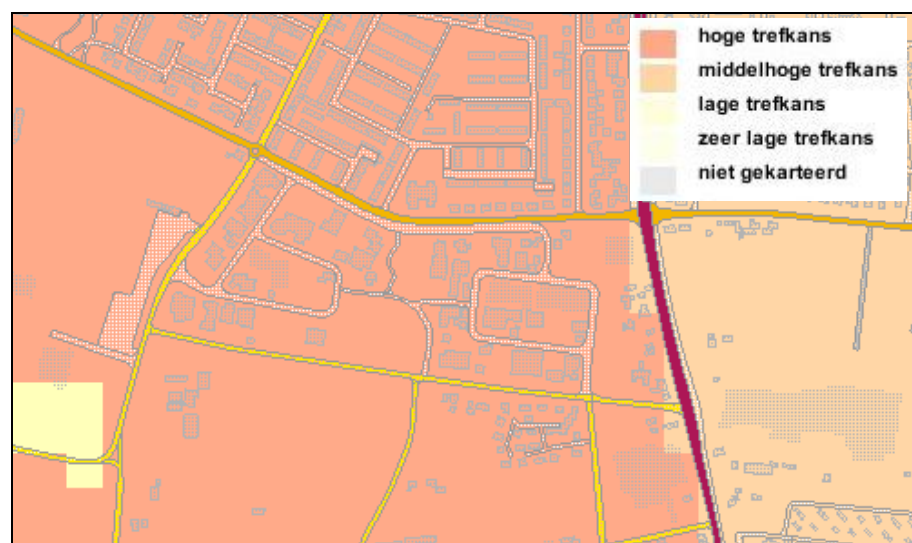 hoge trefkans
middelhoge trefkans
lage trefkans
zeer lage trefkans
niet gekarteerd